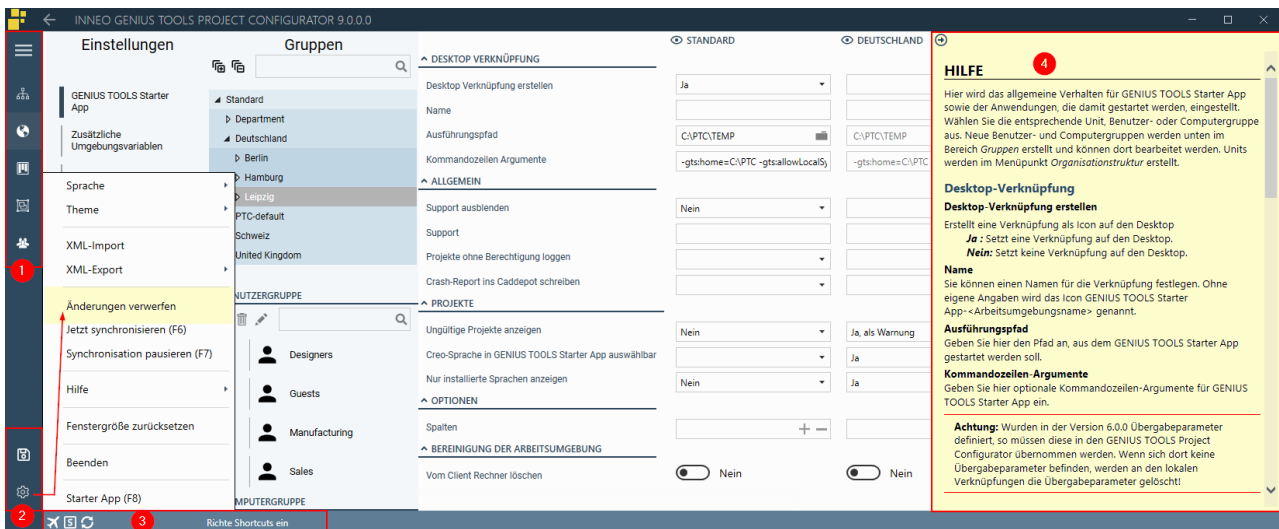 INNEO GENIUS TOOLS PROJECT CONFIGURATOR 9.0.0.0
Einstellungen
GENIUS TOOLS Starter
App
Zusätzliche
Umgebungsvariablen
Gruppen
Standard
Department
Deutschland
Berlin
Hamburg
Leipzig
PTC-default
Schweiz
United Kingdom
NUTZERGRUPPE
Designers
Guests
Manufacturing
Sales
MPUTERGRUPPE
Sprache
Theme
XML-Import
XML-Export
Änderungen verwerfen
Jetzt synchronisieren (F6)
Synchronisation pausieren (F7)
Hilfe
Fenstergröße zurücksetzen
Beenden
Starter App (F8)
1
2
3
S
Richte Shortcuts ein
STANDARD
DEUTSCHLAND
DESKTOP VERKNÜPFUNG
Desktop Verknüpfung erstellen
Ja
Name
Ausführungspfad
C:\PTC\TEMP
C:\PTC\TEMP
Kommandozeilen Argumente
-gts:home=C:\PTC -gts:allowLocalSy
-gts:home=C:\PTC
ALLGEMEIN
Support ausblenden
Nein
Support
Projekte ohne Berechtigung loggen
Crash-Report ins Caddepot schreiben
PROJEKTE
Ungültige Projekte anzeigen
Nein
Ja, als Warnung
Creo-Sprache in GENIUS TOOLS Starter App auswählbar
Ja
Nur installierte Sprachen anzeigen
Nein
Ja
OPTIONEN
Spalten
BEREINIGUNG DER ARBEITSUMGEBUNG
Vom Client Rechner löschen
Nein
Nein
4
HILFE
Hier wird das allgemeine Verhalten für GENIUS TOOLS Starter App
sowie der Anwendungen, die damit gestartet werden, eingestellt.
Wählen Sie die entsprechende Unit, Benutzer- oder Computergruppe
aus. Neue Benutzer- und Computergruppen werden unten im
Bereich Gruppen erstellt und können dort bearbeitet werden. Units
werden im Menüpunkt Organisationstruktur erstellt.
Desktop-Verknüpfung
Desktop-Verknüpfung erstellen
Erstellt eine Verknüpfung als Icon auf den Desktop
Ja : Setzt eine Verknüpfung auf den Desktop.
Nein: Setzt keine Verknüpfung auf den Desktop.
Name
Sie können einen Namen für die Verknüpfung festlegen. Ohne
eigene Angaben wird das Icon GENIUS TOOLS Starter
App-<Arbeitsumgebungsname> genannt.
Ausführungspfad
Geben Sie hier den Pfad an, aus dem GENIUS TOOLS Starter App
gestartet werden soll.
Kommandozeilen-Argumente
Geben Sie hier optionale Kommandozeilen-Argumente für GENIUS
TOOLS Starter App ein.
Achtung: Wurden in der Version 6.0.0 Übergabeparameter
definiert, so müssen diese in den GENIUS TOOLS Project
Configurator übernommen werden. Wenn sich dort keine
Übergabeparameter befinden, werden an den lokalen
Verknüpfungen die Übergabeparameter gelöscht!